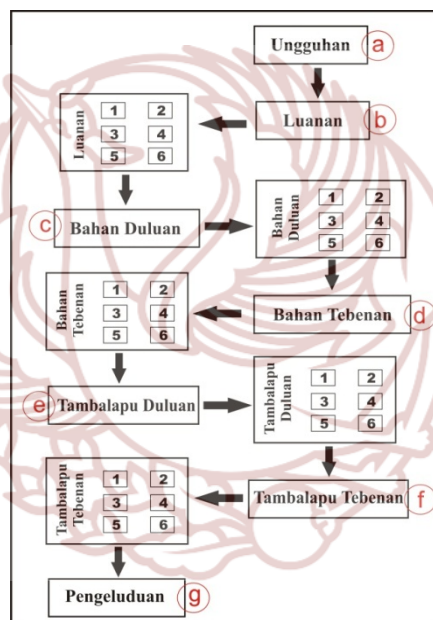 Ungguhan a
Luanan b
Luanan
1 2
3 4
5 6
c Bahan Duluan
Bahan
Duluan
1 2
3 4
5 6
Bahan Tebenan d
Bahan
Tebenan
1 2
3 4
5 6
e Tambalapu Duluan
Tambalapu
Duluan
1 2
3 4
5 6
Tambalapu Tebenan f
Tambalapu
Tebenan
1 2
3 4
5 6
Pengeluduan g